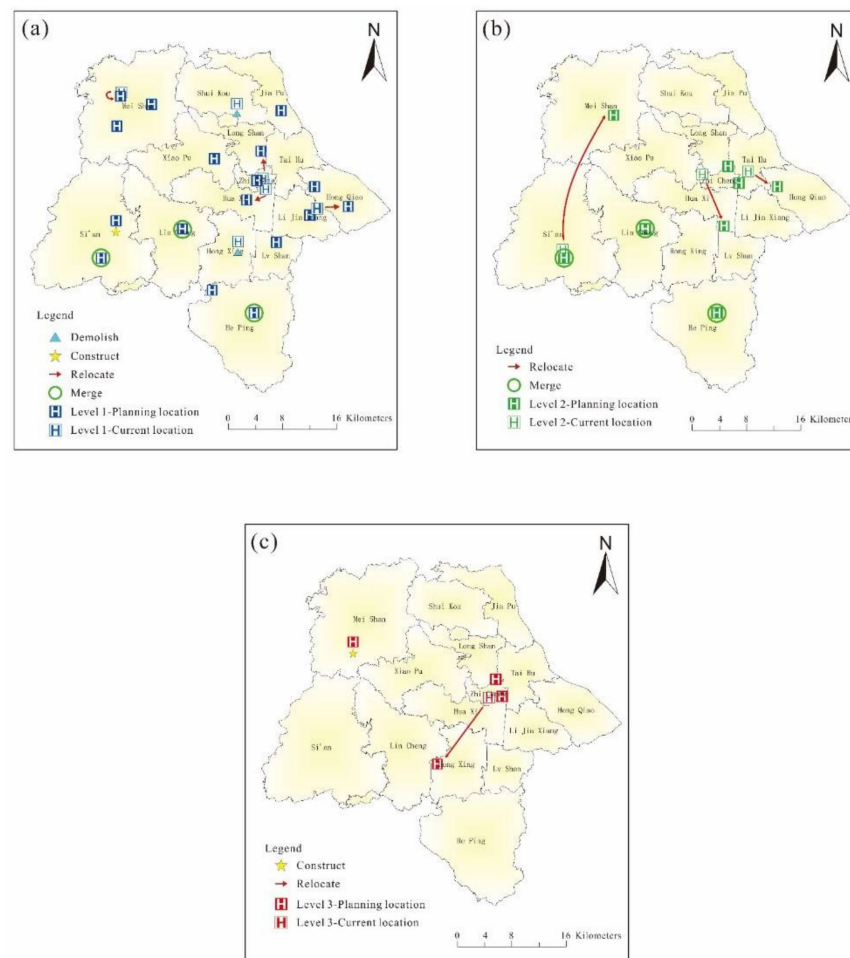 (a)
N
Shui Kou
Jin Pu
Mei Shan
Long Shan
Xiao Pu
Tai Hu
Hua Xi
Hong Qiao
Li Jin Xiang
Si'an
Hong Xing
Lv Shan
He Ping
Legend
Demolish
Construct
Relocate
Merge
Level 1-Planning location
Level 1-Current location
0 4 8 16 Kilometers
(b)
N
Shui Kou
Jin Pu
Mei Shan
Long Shan
Xiao Pu
Tai Hu
Zhi Cheng
Hua Xi
Hong Qiao
Li Jin Xiang
Si'an
Hong Xing
Lv Shan
He Ping
Legend
Relocate
Merge
Level 2-Planning location
Level 2-Current location
0 4 8 16 Kilometers
(c)
N
Shui Kou
Jin Pu
Mei Shan
Long Shan
Xiao Pu
Tai Hu
Hua Xi
Hong Qiao
Li Jin Xiang
Si'an
Lin Cheng
Lv Shan
He Ping
Legend
Construct
Relocate
Level 3-Planning location
Level 3-Current location
0 4 8 16 Kilometers